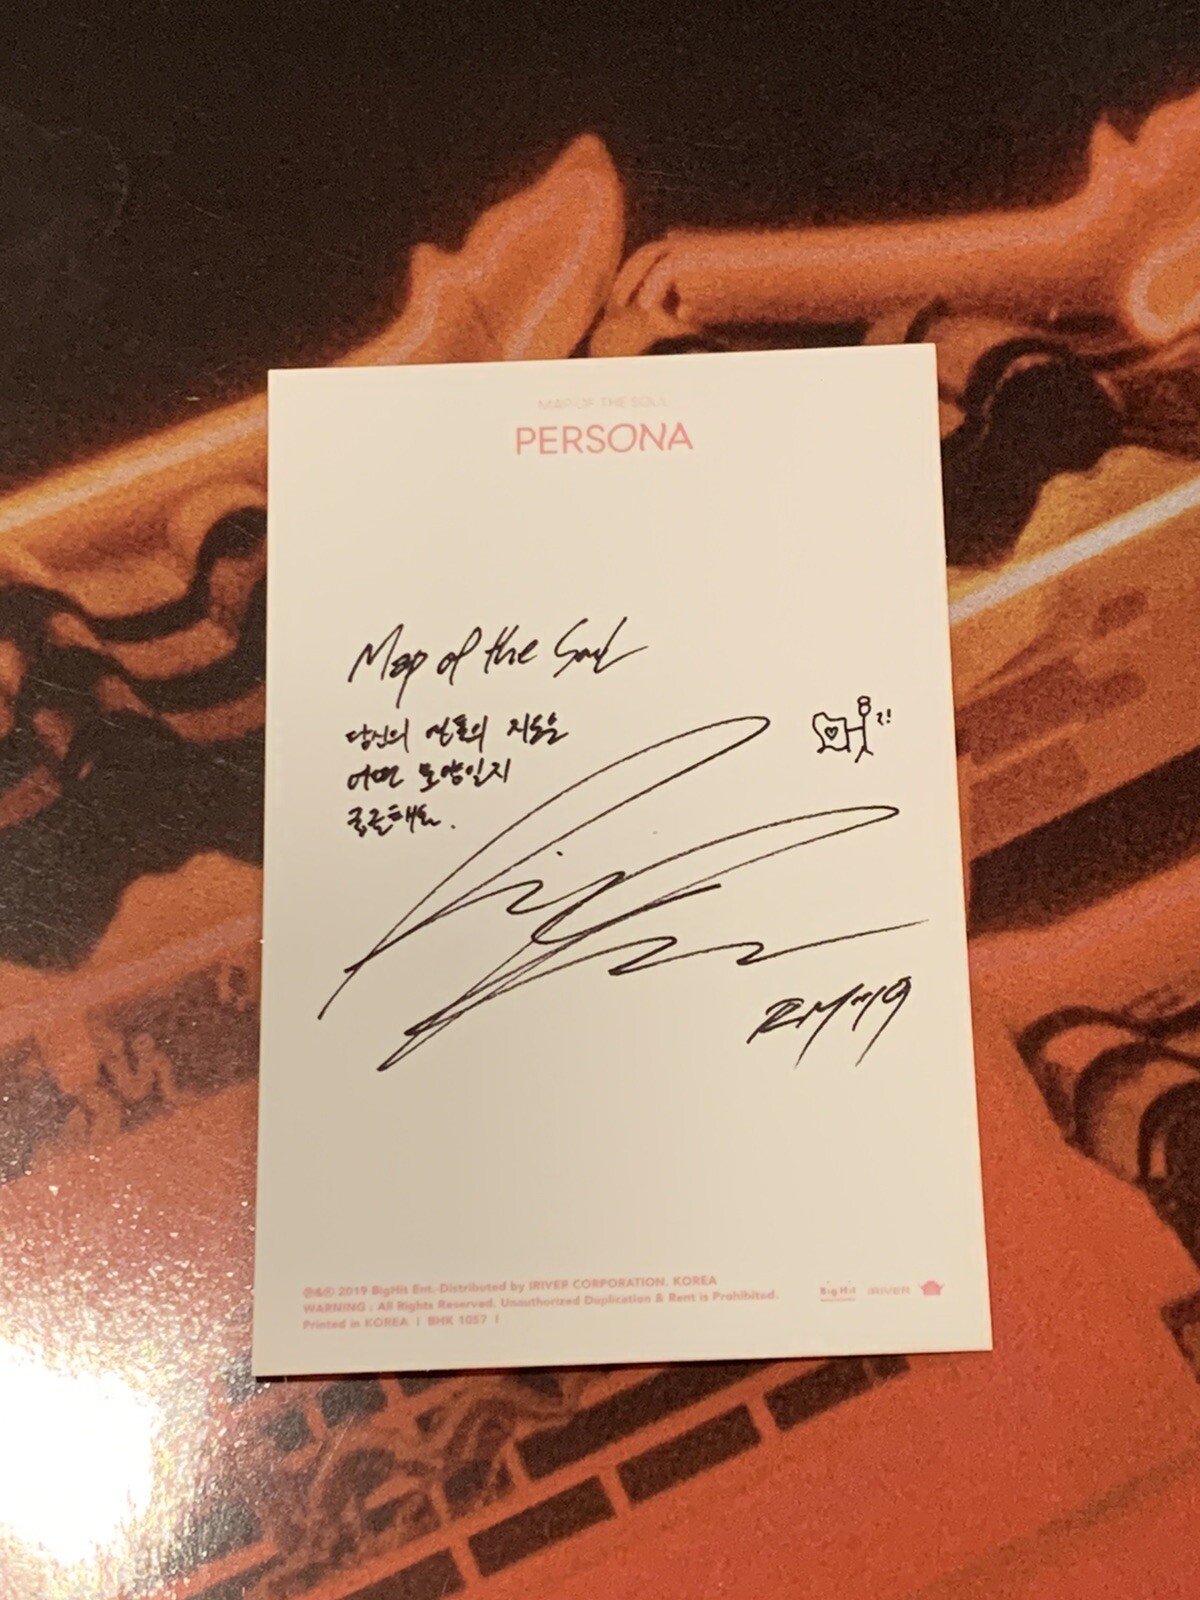 MAP OF THE SOUL
PERSONA
Map of the Soul
당신의 영혼의 지도은
어떤 모양일지
궁금해요.
?!
RM '19
℗&© 2019 BigHit Ent. Distributed by IRIVER CORPORATION. KOREA
WARNING : All Rights Reserved. Unauthorized Duplication & Rent is Prohibited.
Printed in KOREA | BHK 1057 |
Big Hit IRIVER